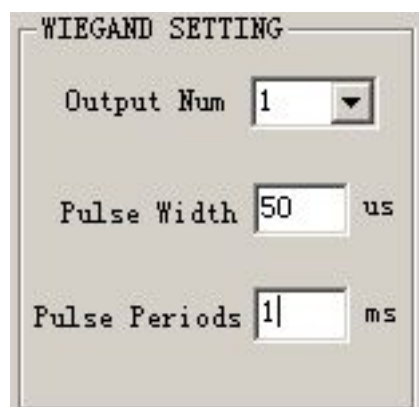 WIEGAND SETTING
Output Num 1
Pulse Width 50 us
Pulse Periods 1 ms